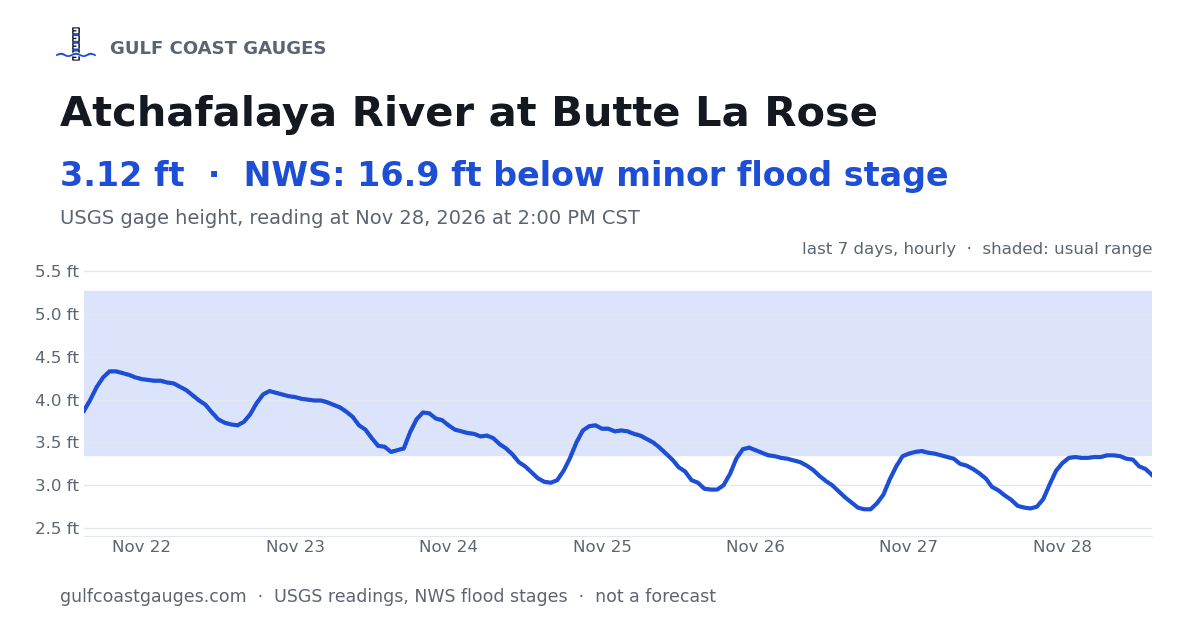 GULF COAST GAUGES
Atchafalaya River at Butte La Rose
3.12 ft · NWS: 16.9 ft below minor flood stage
USGS gage height, reading at Nov 28, 2026 at 2:00 PM CST
last 7 days, hourly · shaded: usual range
5.5 ft
5.0 ft
4.5 ft
4.0 ft
3.5 ft
3.0 ft
2.5 ft
Nov 22 Nov 23 Nov 24 Nov 25 Nov 26 Nov 27 Nov 28
gulfcoastgauges.com · USGS readings, NWS flood stages · not a forecast